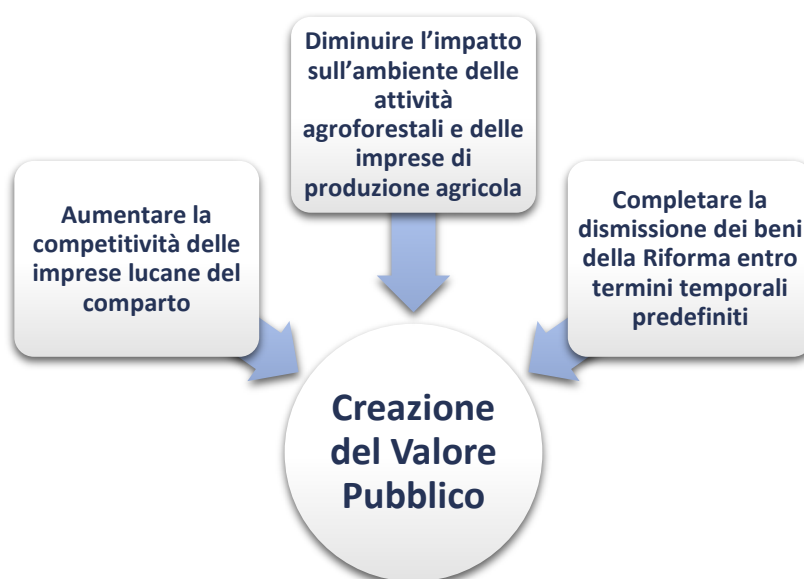 Diminuire l’impatto
sull’ambiente delle
attività
agroforestali e delle
imprese di
produzione agricola
Aumentare la
competitività delle
imprese lucane del
comparto
Completare la
dismissione dei beni
della Riforma entro
termini temporali
predefiniti
Creazione
del Valore
Pubblico